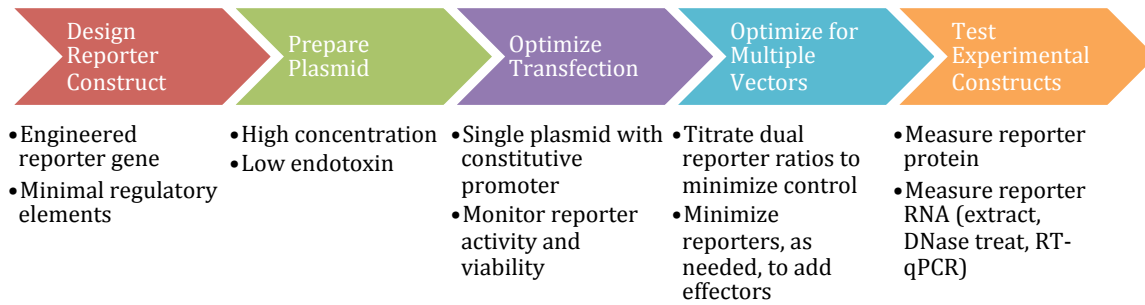 Design
Reporter
Construct
Prepare
Plasmid
Optimize
Transfection
Optimize for
Multiple
Vectors
Test
Experimental
Constructs
•Engineered
reporter gene
•Minimal regulatory
elements
•High concentration
•Low endotoxin
•Single plasmid with
constitutive
promoter
•Monitor reporter
activity and
viability
•Titrate dual
reporter ratios to
minimize control
•Minimize
reporters, as
needed, to add
effectors
•Measure reporter
protein
•Measure reporter
RNA (extract,
DNase treat, RT-
qPCR)